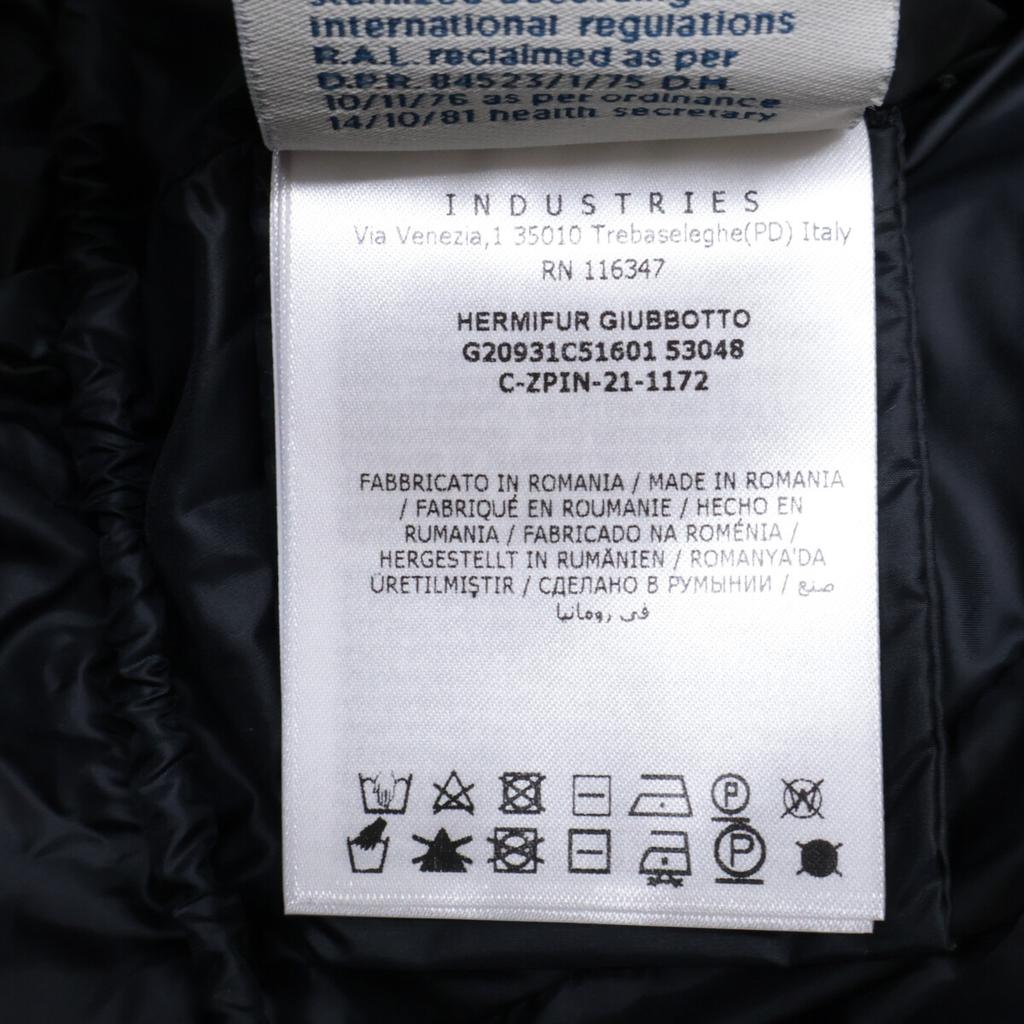 sterilized according
international regulations
R.A.L. reclaimed as per
D.P.R. 84523/1/75 D.M.
10/11/76 as per ordinance
14/10/81 health secretary
INDUSTRIES
Via Venezia,1 35010 Trebaseleghe(PD) Italy
RN 116347
HERMIFUR GIUBBOTTO
G20931C51601 53048
C-ZPIN-21-1172
FABBRICATO IN ROMANIA / MADE IN ROMANIA
/ FABRIQUÉ EN ROUMANIE / HECHO EN
RUMANIA / FABRICADO NA ROMÉNIA /
HERGESTELLT IN RUMÄNIEN / ROMANYA'DA
ÜRETILMIŞTIR / СДЕЛАНО В РУМЫНИИ / صنع
في رومانيا
P W
P